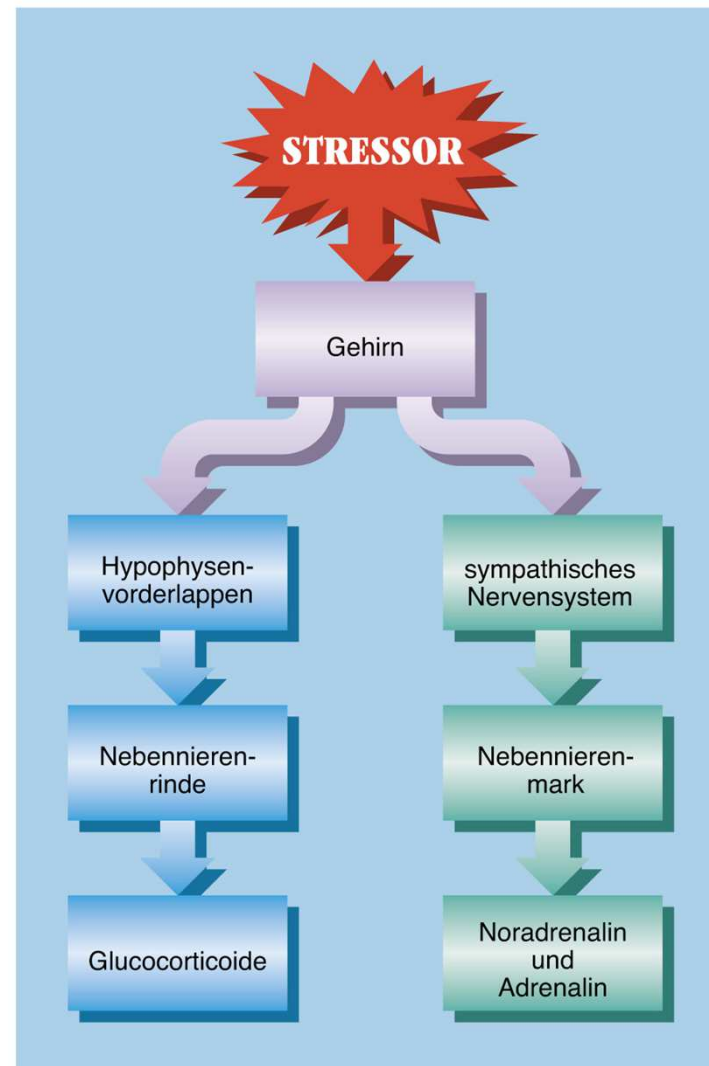 STRESSOR
Gehirn
Hypophysen-
vorderlappen
sympathisches
Nervensystem
Nebennieren-
rinde
Nebennieren-
mark
Glucocorticoide
Noradrenalin
und
Adrenalin